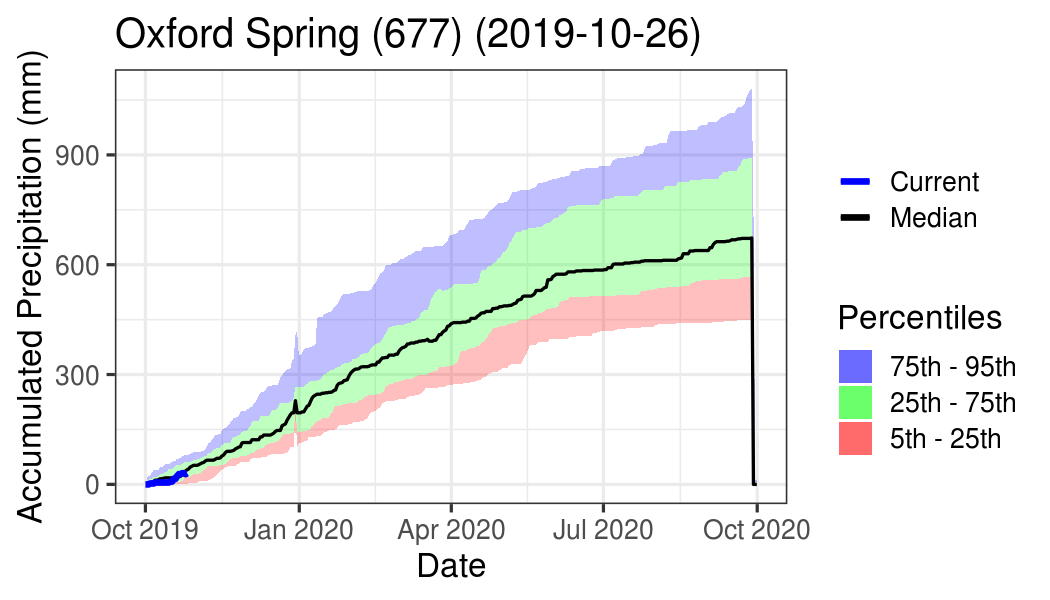 Oxford Spring (677) (2019-10-26)
Accumulated Precipitation (mm)
900
600
300
0
Oct 2019 Jan 2020 Apr 2020 Jul 2020 Oct 2020
Date
Current
Median
Percentiles
75th - 95th
25th - 75th
5th - 25th